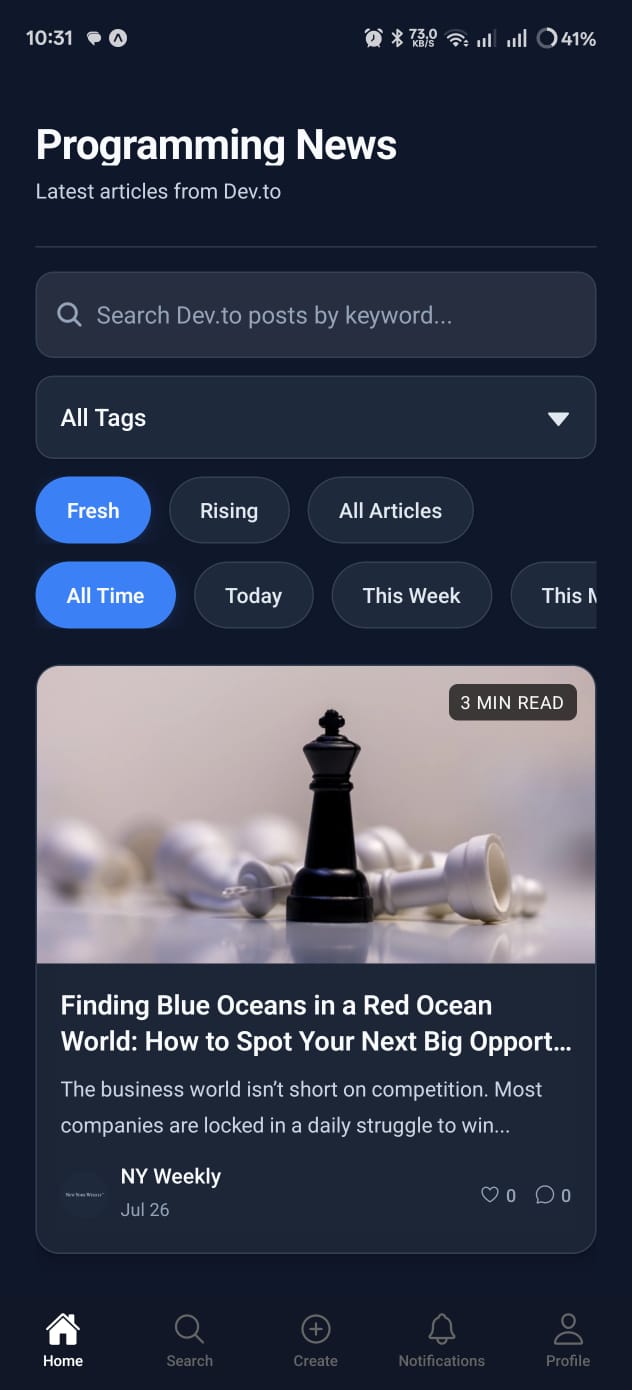 10:31
73.0
KB/S
41%
Programming News
Latest articles from Dev.to
Search Dev.to posts by keyword...
All Tags
Fresh
Rising
All Articles
All Time
Today
This Week
This M
3 MIN READ
Finding Blue Oceans in a Red Ocean
World: How to Spot Your Next Big Opport...
The business world isn’t short on competition. Most
companies are locked in a daily struggle to win...
NY Weekly
Jul 26
0
0
Home
Search
Create
Notifications
Profile